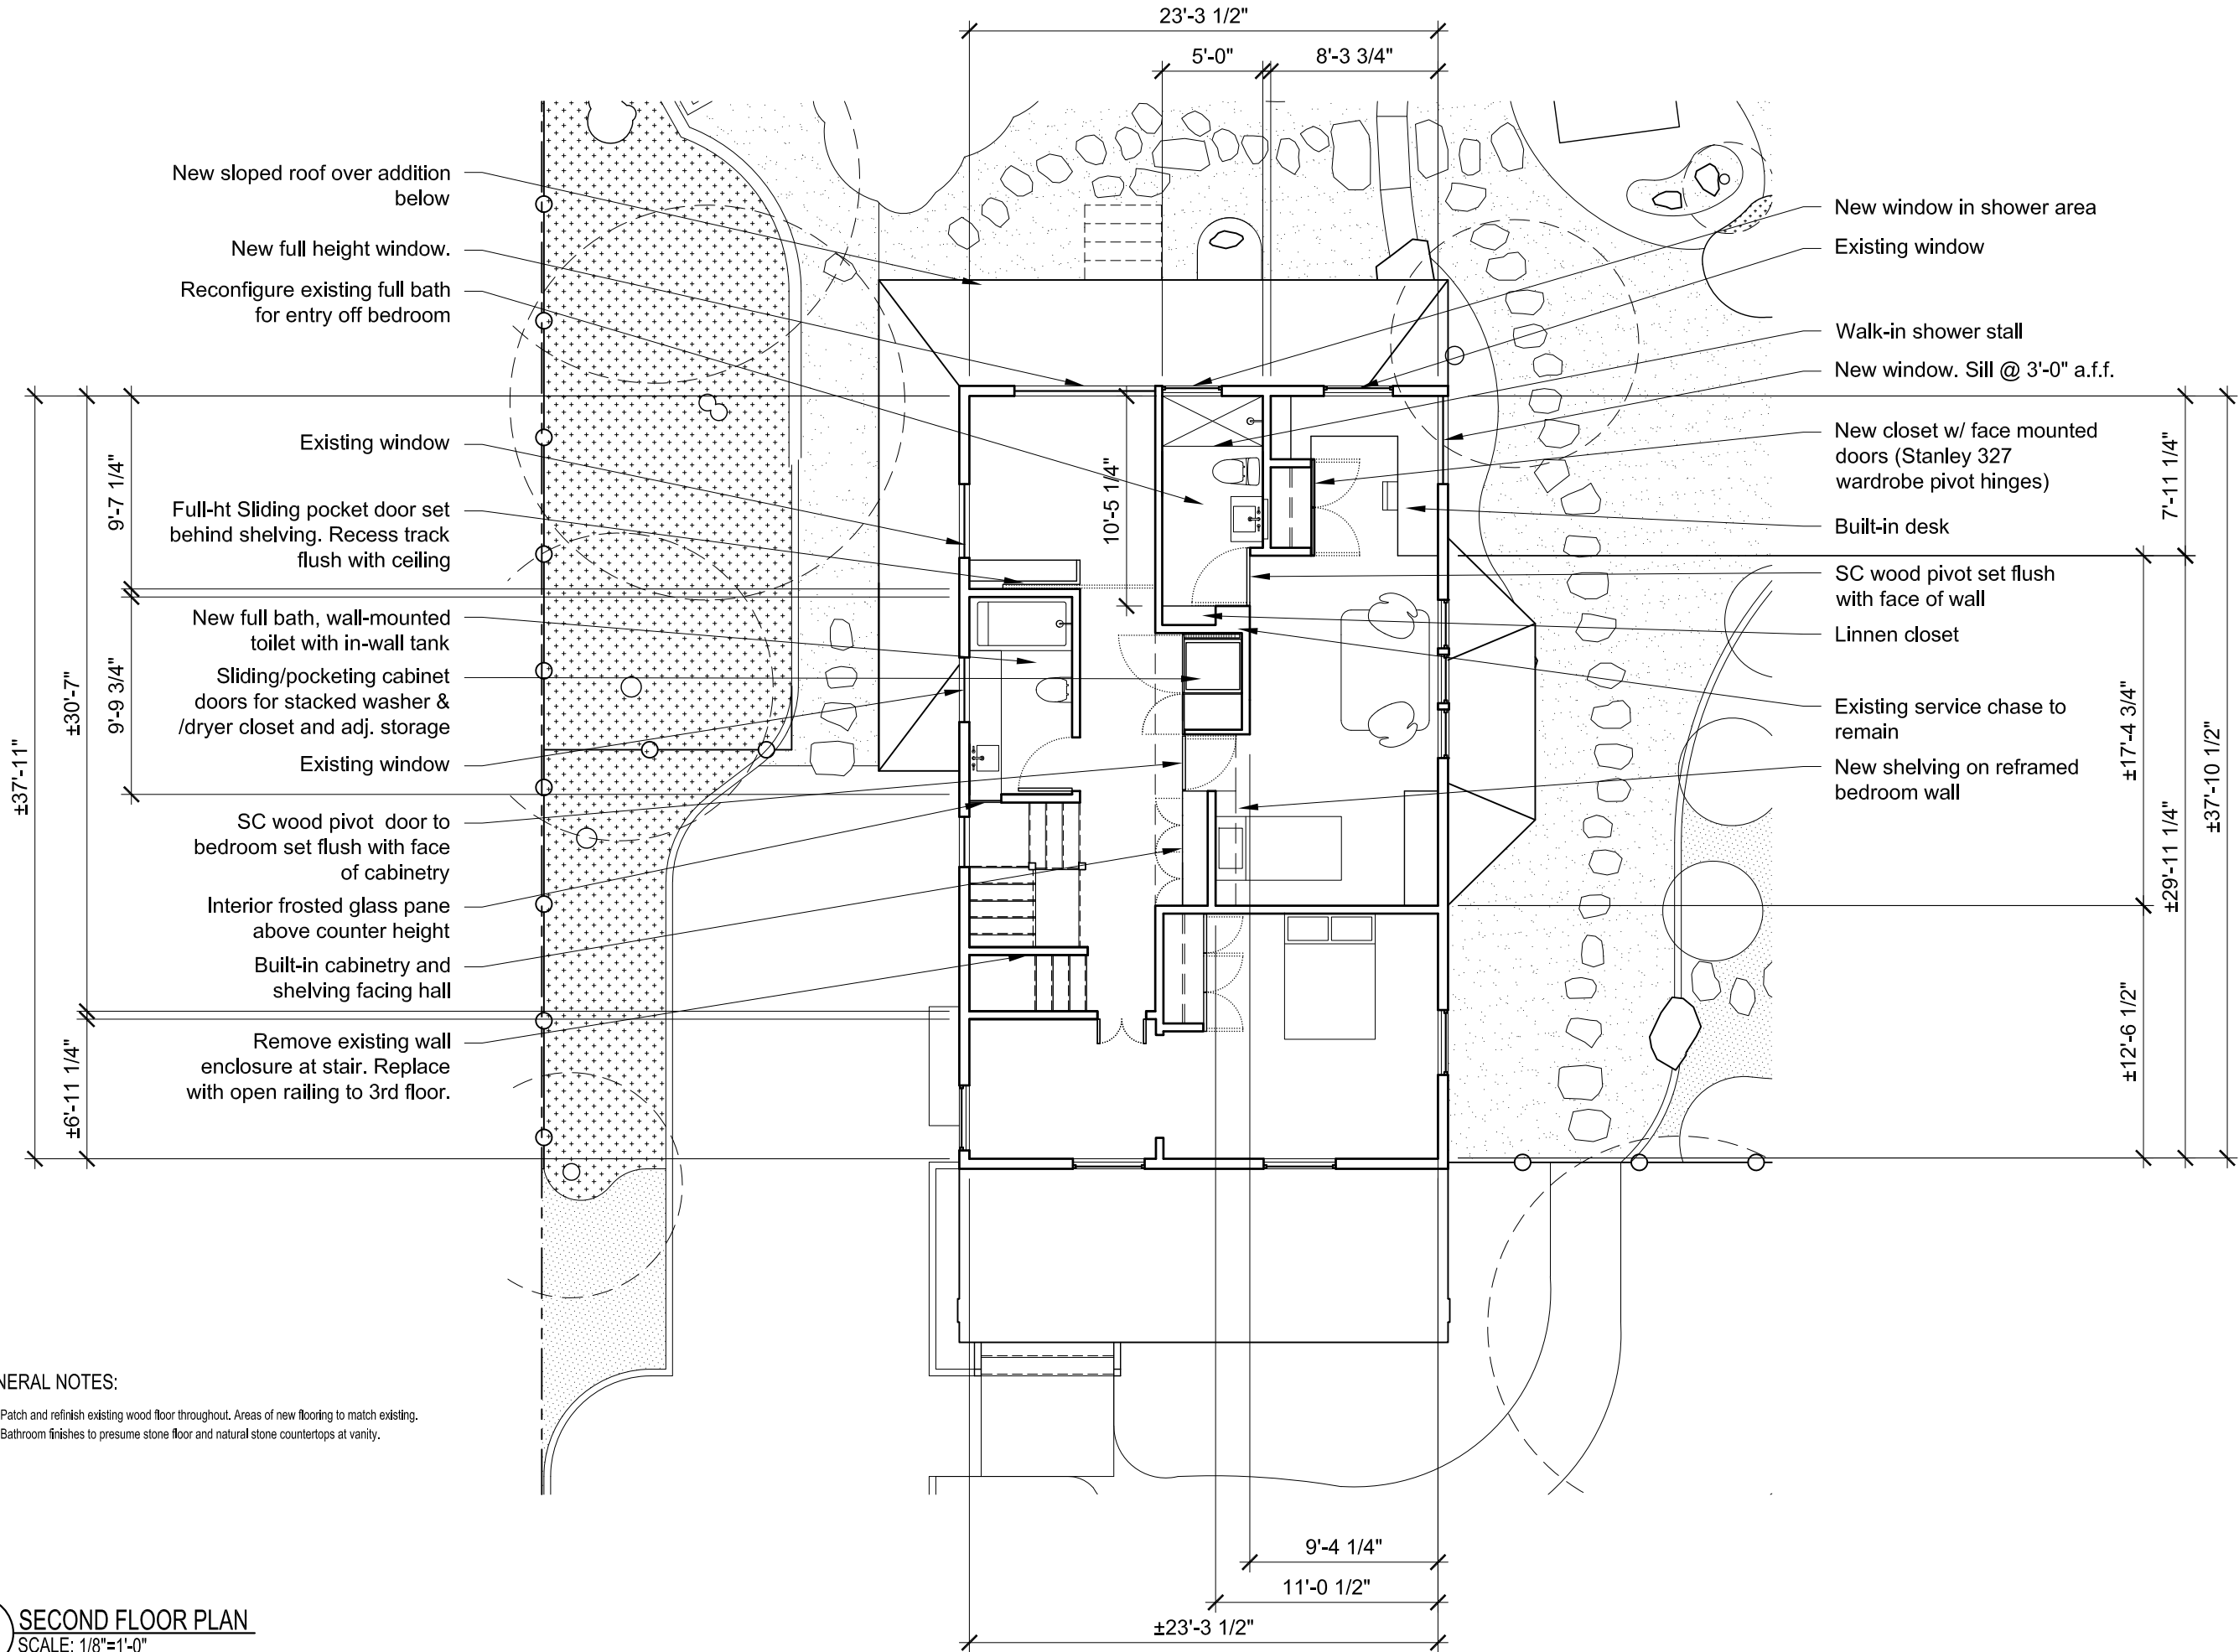 23'-3 1/2"
5'-0"
8'-3 3/4"
New sloped roof over addition
below
New full height window.
Reconfigure existing full bath
for entry off bedroom
Existing window
Full-ht Sliding pocket door set
behind shelving. Recess track
flush with ceiling
New full bath, wall-mounted
toilet with in-wall tank
Sliding/pocketing cabinet
doors for stacked washer &
/dryer closet and adj. storage
Existing window
SC wood pivot door to
bedroom set flush with face
of cabinetry
Interior frosted glass pane
above counter height
Built-in cabinetry and
shelving facing hall
Remove existing wall
enclosure at stair. Replace
with open railing to 3rd floor.
±37'-11"
±30'-7"
±6'-11 1/4"
9'-7 1/4"
9'-9 3/4"
10'-5 1/4"
New window in shower area
Existing window
Walk-in shower stall
New window. Sill @ 3'-0" a.f.f.
New closet w/ face mounted
doors (Stanley 327
wardrobe pivot hinges)
Built-in desk
SC wood pivot set flush
with face of wall
Linnen closet
Existing service chase to
remain
New shelving on reframed
bedroom wall
7'-11 1/4"
±17'-4 3/4"
±29'-11 1/4"
±37'-10 1/2"
±12'-6 1/2"
NERAL NOTES:
Patch and refinish existing wood floor throughout. Areas of new flooring to match existing.
Bathroom finishes to presume stone floor and natural stone countertops at vanity.
9'-4 1/4"
11'-0 1/2"
±23'-3 1/2"
SECOND FLOOR PLAN
SCALE: 1/8"=1'-0"